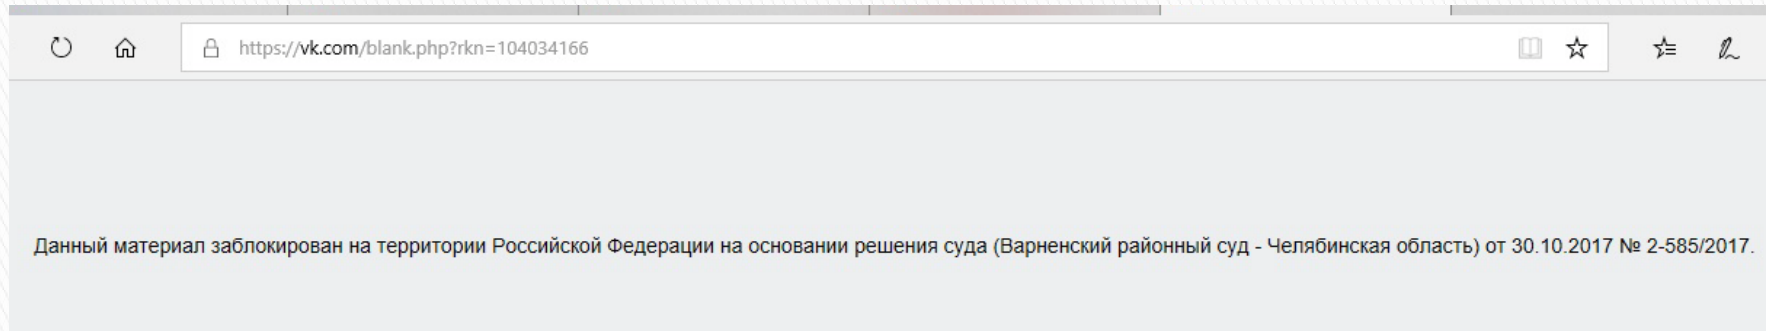 https://vk.com/blank.php?rkn=104034166
Данный материал заблокирован на территории Российской Федерации на основании решения суда (Варненский районный суд - Челябинская область) от 30.10.2017 № 2-585/2017.